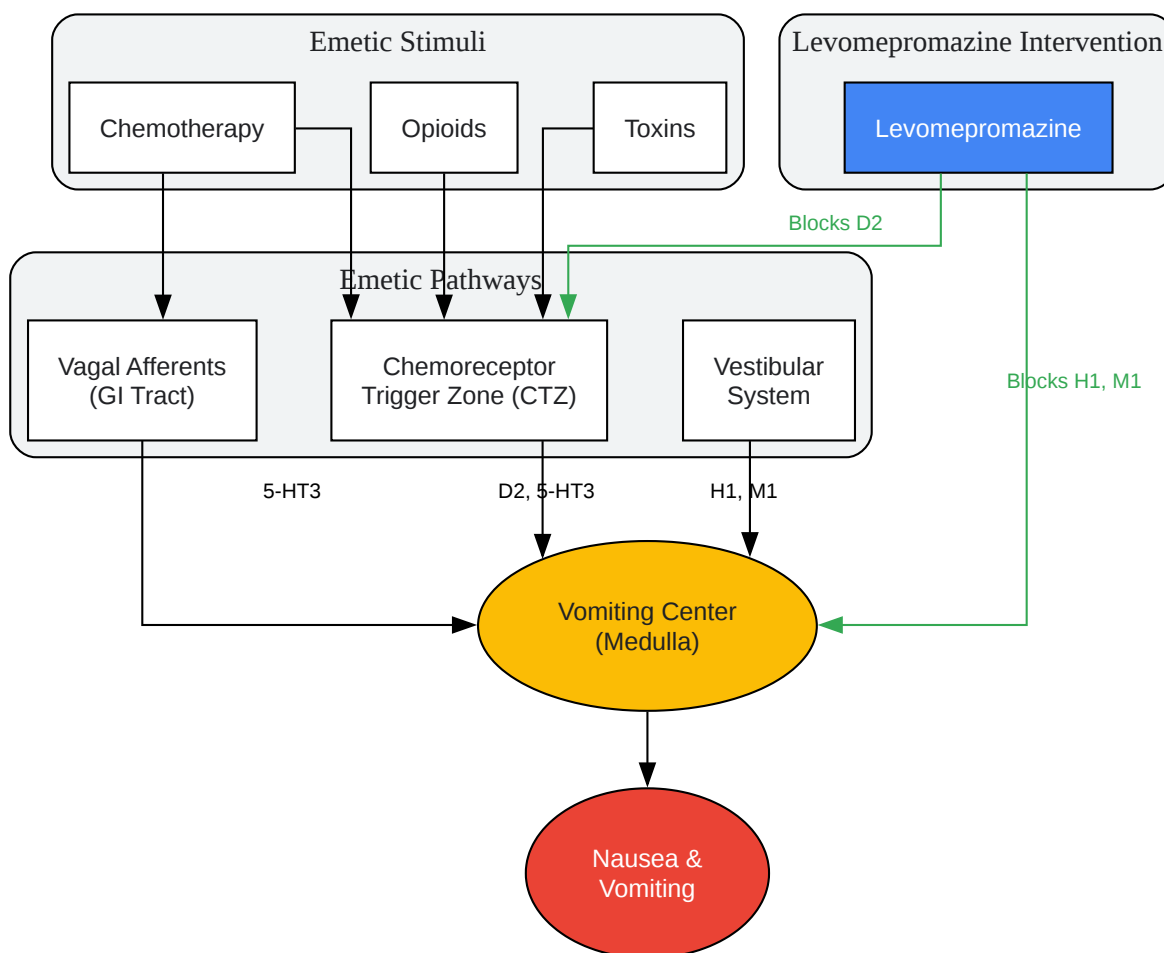 Emetic Stimuli
Levomepromazine Intervention
Chemotherapy
Opioids
Toxins
Levomepromazine
Blocks D2
Emetic Pathways
Vagal Afferents
(GI Tract)
Chemoreceptor
Trigger Zone (CTZ)
Vestibular
System
Blocks H1, M1
5-HT3
D2, 5-HT3
H1, M1
Vomiting Center
(Medulla)
Nausea &
Vomiting